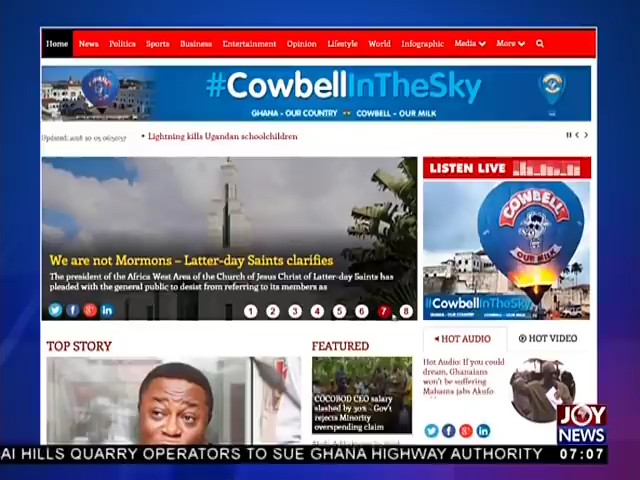 Home News Politics Sports Business Entertainment Opinion Lifestyle World Infographic Media More
#CowbellInTheSky
GHANA - OUR COUNTRY COWBELL - OUR MILK
• Lightning kills Ugandan schoolchildren
LISTEN LIVE
COWBELL
OUR MILK
#CowbellInTheSky
We are not Mormons – Latter-day Saints clarifies
The president of the Africa West Area of the Church of Jesus Christ of Latter-day Saints has
pleaded with the general public to desist from referring to its members as
1 2 3 4 5 6 7 8
TOP STORY
FEATURED
COCOBOD CEO salary
slashed by 30% - Gov't
rejects Minority
overspending claim
HOT AUDIO
HOT VIDEO
Hot Audio: If you could
dream, Ghanaians
won't be suffering
Mahama jabs Akufo
JOY
NEWS
AI HILLS QUARRY OPERATORS TO SUE GHANA HIGHWAY AUTHORITY
07:07